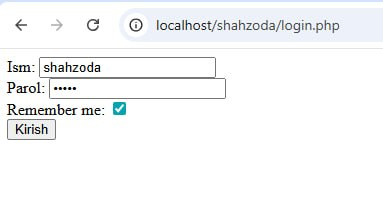 localhost/shahzoda/login.php
Ism: shahzoda
Parol: •••••
Remember me:
Kirish